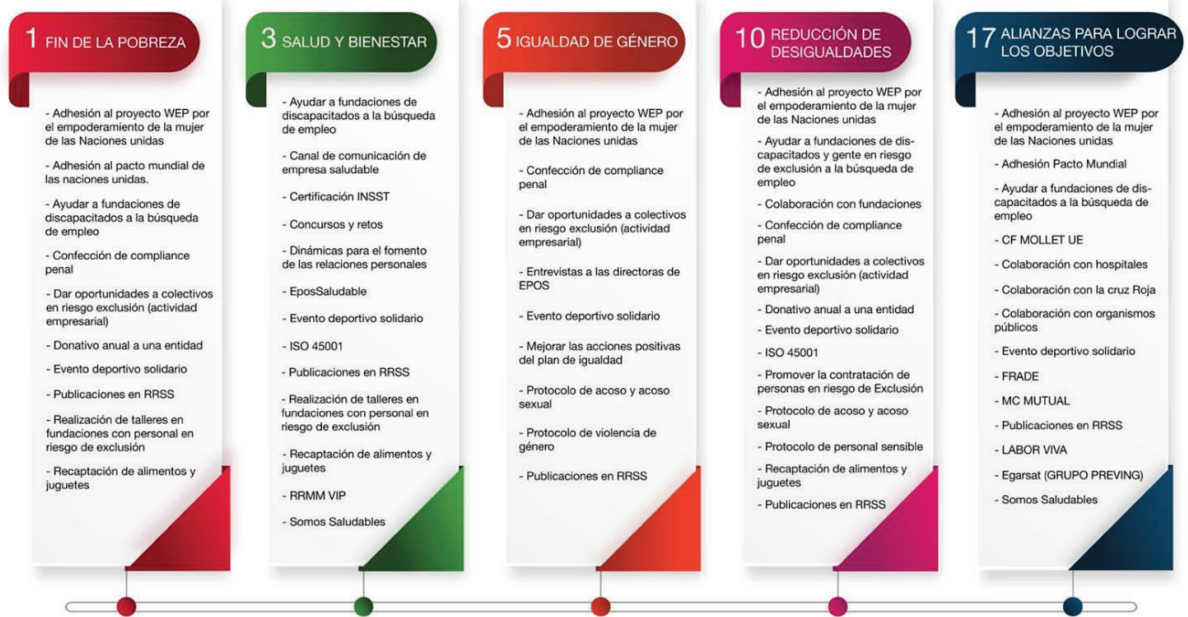 1 FIN DE LA POBREZA
- Adhesión al proyecto WEP por
el empoderamiento de la mujer
de las Naciones unidas
- Adhesión al pacto mundial de
las naciones unidas.
- Ayudar a fundaciones de
discapacitados a la búsqueda
de empleo
- Confección de compliance
penal
- Dar oportunidades a colectivos
en riesgo exclusión (actividad
empresarial)
- Donativo anual a una entidad
- Evento deportivo solidario
- Publicaciones en RRSS
- Realización de talleres en
fundaciones con personal en
riesgo de exclusión
- Recaptación de alimentos y
juguetes
3 SALUD Y BIENESTAR
- Ayudar a fundaciones de
discapacitados a la búsqueda
de empleo
- Canal de comunicación de
empresa saludable
- Certificación INSST
- Concursos y retos
- Dinámicas para el fomento
de las relaciones personales
- EposSaludable
- Evento deportivo solidario
- ISO 45001
- Publicaciones en RRSS
- Realización de talleres en
fundaciones con personal en
riesgo de exclusión
- Recaptación de alimentos y
juguetes
- RRMM VIP
- Somos Saludables
5 IGUALDAD DE GÉNERO
- Adhesión al proyecto WEP por
el empoderamiento de la mujer
de las Naciones unidas
- Confección de compliance
penal
- Dar oportunidades a colectivos
en riesgo exclusión (actividad
empresarial)
- Entrevistas a las directoras de
EPOS
- Evento deportivo solidario
- Mejorar las acciones positivas
del plan de igualdad
- Protocolo de acoso y acoso
sexual
- Protocolo de violencia de
género
- Publicaciones en RRSS
10 REDUCCIÓN DE
DESIGUALDADES
- Adhesión al proyecto WEP por
el empoderamiento de la mujer
de las Naciones unidas
- Ayudar a fundaciones de dis-
capacitados y gente en riesgo
de exclusión a la búsqueda de
empleo
- Colaboración con fundaciones
- Confección de compliance
penal
- Dar oportunidades a colectivos
en riesgo exclusión (actividad
empresarial)
- Donativo anual a una entidad
- Evento deportivo solidario
- ISO 45001
- Promover la contratación de
personas en riesgo de Exclusión
- Protocolo de acoso y acoso
sexual
- Protocolo de personal sensible
- Recaptación de alimentos y
juguetes
- Publicaciones en RRSS
17 ALIANZAS PARA LOGRAR
LOS OBJETIVOS
- Adhesión al proyecto WEP por
el empoderamiento de la mujer
de las Naciones unidas
- Adhesión Pacto Mundial
- Ayudar a fundaciones de dis-
capacitados a la búsqueda de
empleo
- CF MOLLET UE
- Colaboración con hospitales
- Colaboración con la cruz Roja
- Colaboración con organismos
públicos
- Evento deportivo solidario
- FRADE
- MC MUTUAL
- Publicaciones en RRSS
- LABOR VIVA
- Egarsat (GRUPO PREVING)
- Somos Saludables